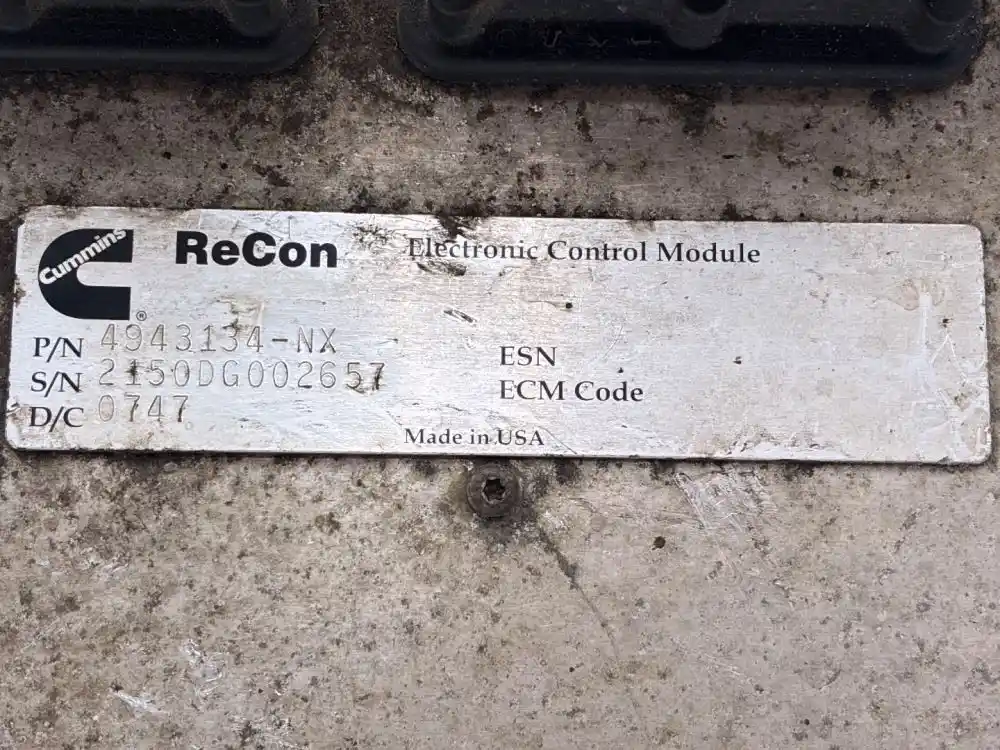 Cummins ® ReCon Electronic Control Module
P/N 4943134-NX
ESN
S/N 2150DG002657
ECM Code
D/C 0747
Made in USA